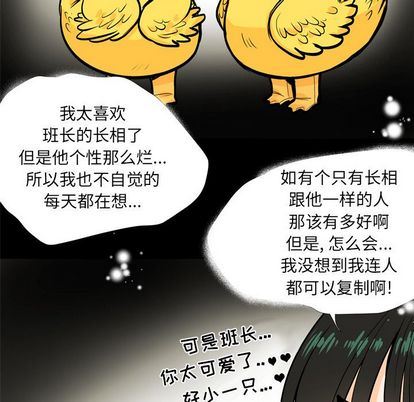 我太喜欢
班长的长相了
但是他个性那么烂...
所以我也不自觉的
每天都在想...
如有个只有长相
跟他一样的人
那该有多好啊
但是, 怎么会...
我没想到我连人
都可以复制啊!
可是班长...
你太可爱了..♥♥
好小一只...♥